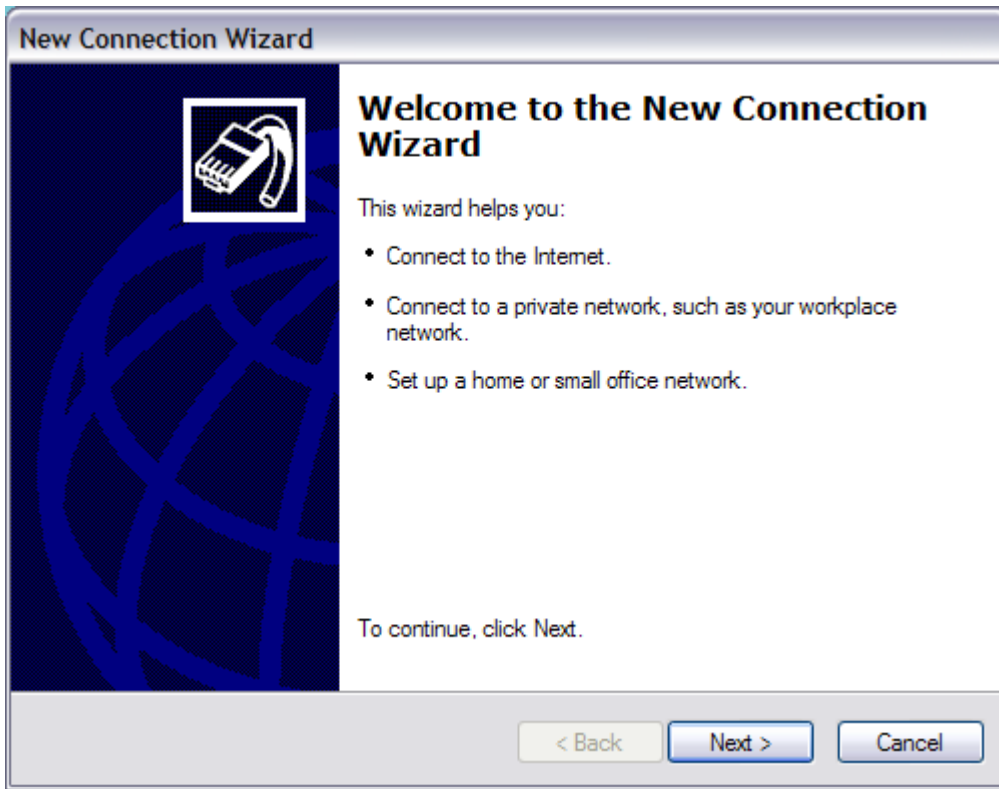 New Connection Wizard
Welcome to the New Connection
Wizard
This wizard helps you:
• Connect to the Internet.
• Connect to a private network, such as your workplace
network.
• Set up a home or small office network.
To continue, click Next.
< Back Next > Cancel